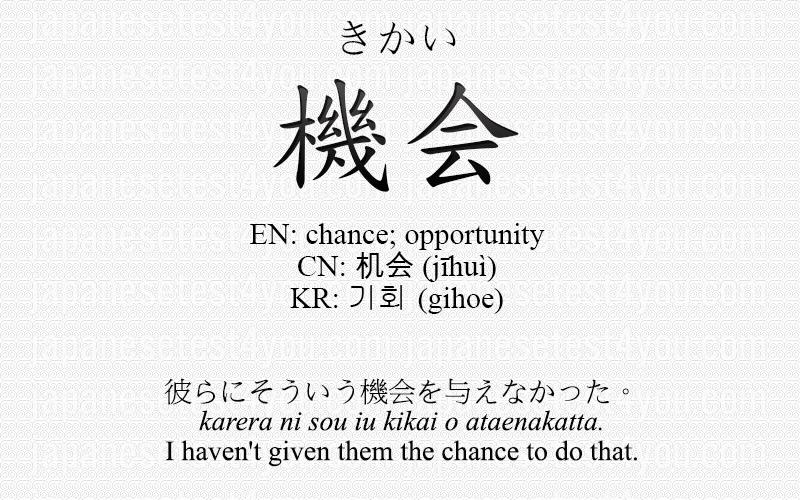 きかい
機会
EN: chance; opportunity
CN: 机会 (jīhuì)
KR: 기회 (gihoe)
彼らにそういう機会を与えなかった。
karera ni sou iu kikai o ataenakatta.
I haven't given them the chance to do that.
japanesetest4you.com